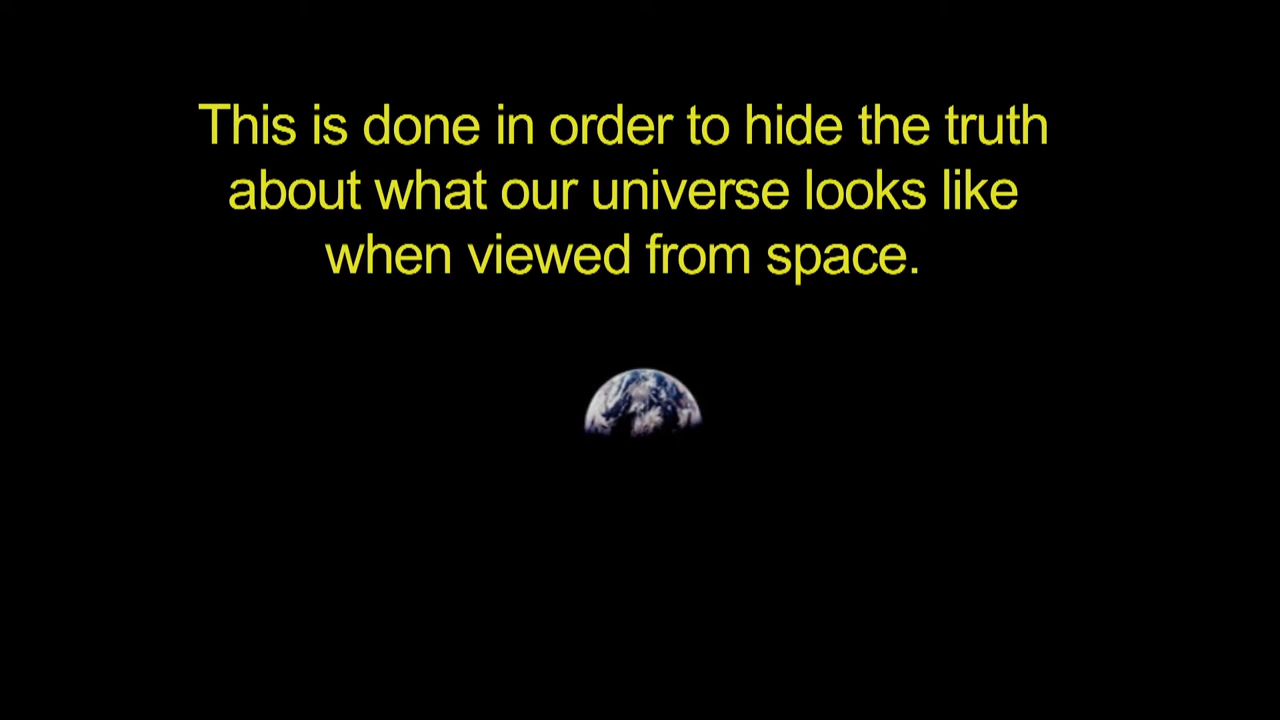 This is done in order to hide the truth
about what our universe looks like
when viewed from space.